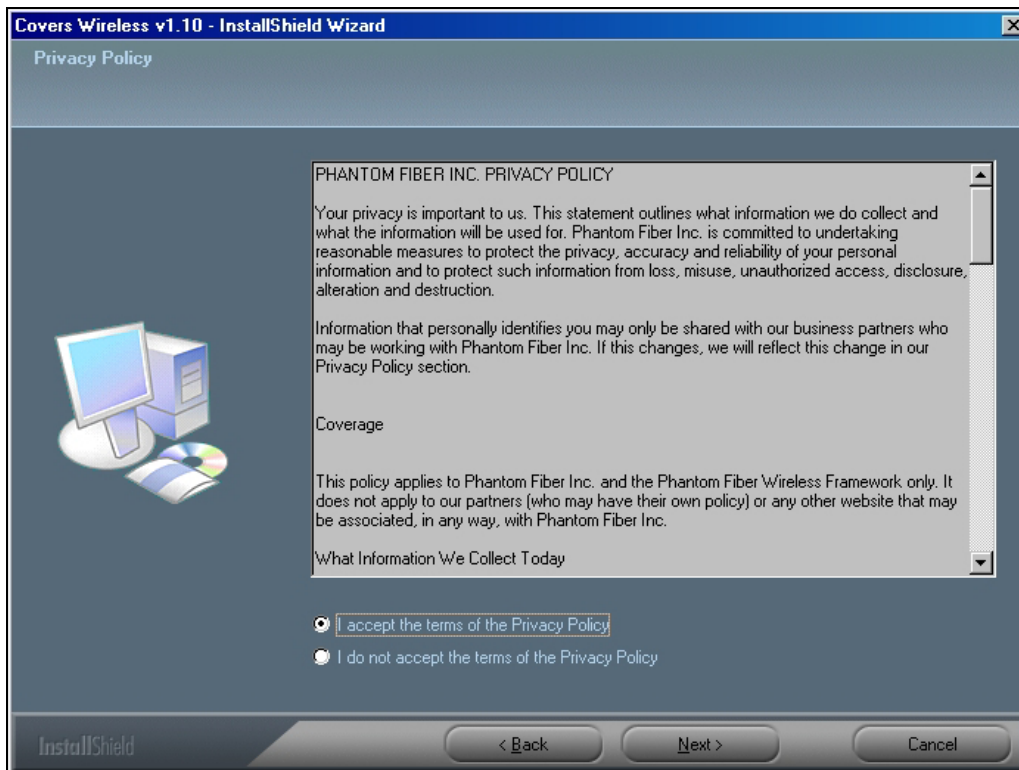 Covers Wireless v1.10 - InstallShield Wizard
Privacy Policy
PHANTOM FIBER INC. PRIVACY POLICY
Your privacy is important to us. This statement outlines what information we do collect and
what the information will be used for. Phantom Fiber Inc. is committed to undertaking
reasonable measures to protect the privacy, accuracy and reliability of your personal
information and to protect such information from loss, misuse, unauthorized access, disclosure,
alteration and destruction.
Information that personally identifies you may only be shared with our business partners who
may be working with Phantom Fiber Inc. If this changes, we will reflect this change in our
Privacy Policy section.
Coverage
This policy applies to Phantom Fiber Inc. and the Phantom Fiber Wireless Framework only. It
does not apply to our partners (who may have their own policy) or any other website that may
be associated, in any way, with Phantom Fiber Inc.
What Information We Collect Today
I accept the terms of the Privacy Policy
I do not accept the terms of the Privacy Policy
InstallShield
< Back
Next >
Cancel